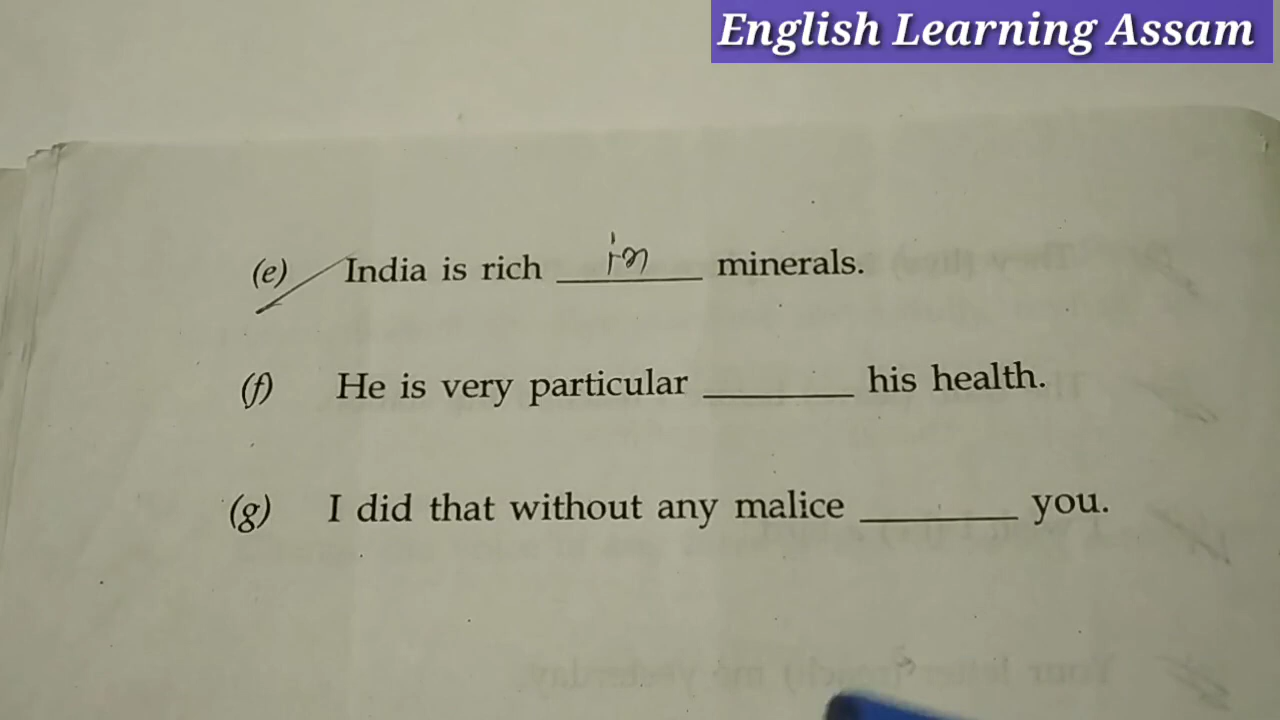 English Learning Assam
(e) India is rich in minerals.
(f) He is very particular ________ his health.
(g) I did that without any malice ________ you.